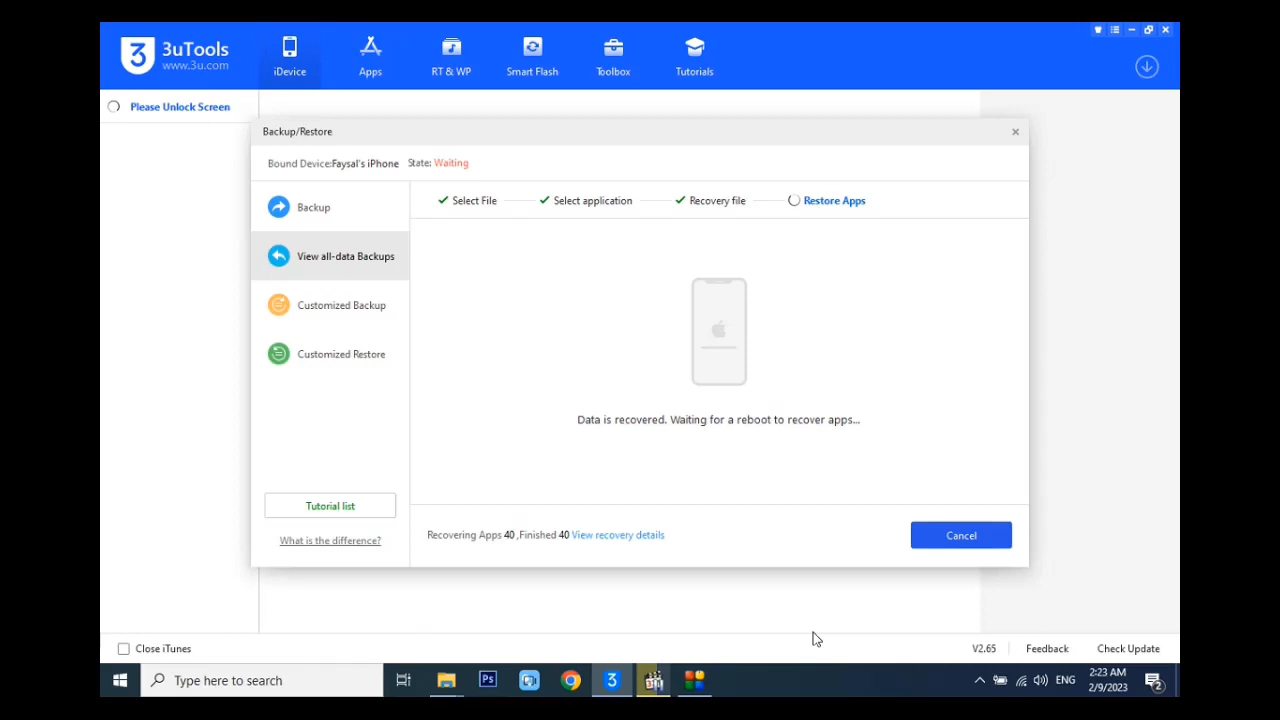 3 3uTools
www.3u.com
iDevice
Apps
RT & WP
Smart Flash
Toolbox
Tutorials
Please Unlock Screen
Backup/Restore
Bound Device:Faysal's iPhone State: Waiting
Backup
View all-data Backups
Customized Backup
Customized Restore
Tutorial list
What is the difference?
Select File
Select application
Recovery file
Restore Apps
Data is recovered. Waiting for a reboot to recover apps...
Recovering Apps 40 ,Finished 40 View recovery details
Cancel
Close iTunes
V2.65
Feedback
Check Update
Type here to search
Ps
3
ENG
2:23 AM
2/9/2023
2